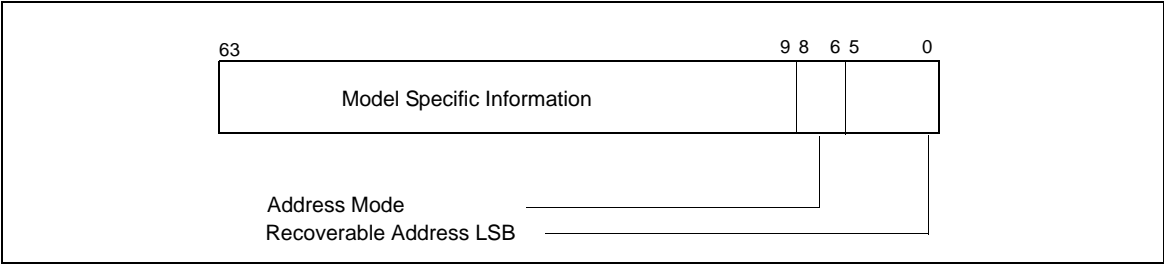 63 9 8 6 5 0
Model Specific Information
Address Mode
Recoverable Address LSB